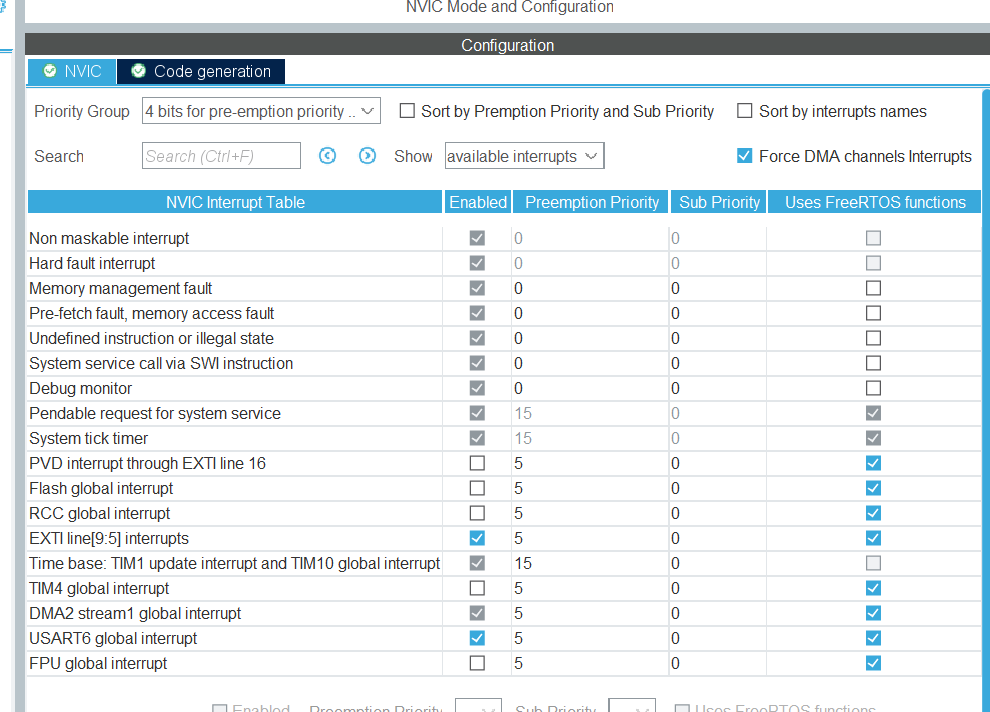 NVIC Mode and Configuration
Configuration
NVIC Code generation
Priority Group 4 bits for pre-emption priority .. Sort by Premption Priority and Sub Priority Sort by interrupts names
Search Search (Ctrl+F) Show available interrupts Force DMA channels Interrupts
NVIC Interrupt Table Enabled Preemption Priority Sub Priority Uses FreeRTOS functions
Non maskable interrupt 0 0
Hard fault interrupt 0 0
Memory management fault 0 0
Pre-fetch fault, memory access fault 0 0
Undefined instruction or illegal state 0 0
System service call via SWI instruction 0 0
Debug monitor 0 0
Pendable request for system service 15 0
System tick timer 15 0
PVD interrupt through EXTI line 16 5 0
Flash global interrupt 5 0
RCC global interrupt 5 0
EXTI line[9:5] interrupts 5 0
Time base: TIM1 update interrupt and TIM10 global interrupt 15 0
TIM4 global interrupt 5 0
DMA2 stream1 global interrupt 5 0
USART6 global interrupt 5 0
FPU global interrupt 5 0
Enabled Preemption Priority Sub Priority Uses FreeRTOS functions